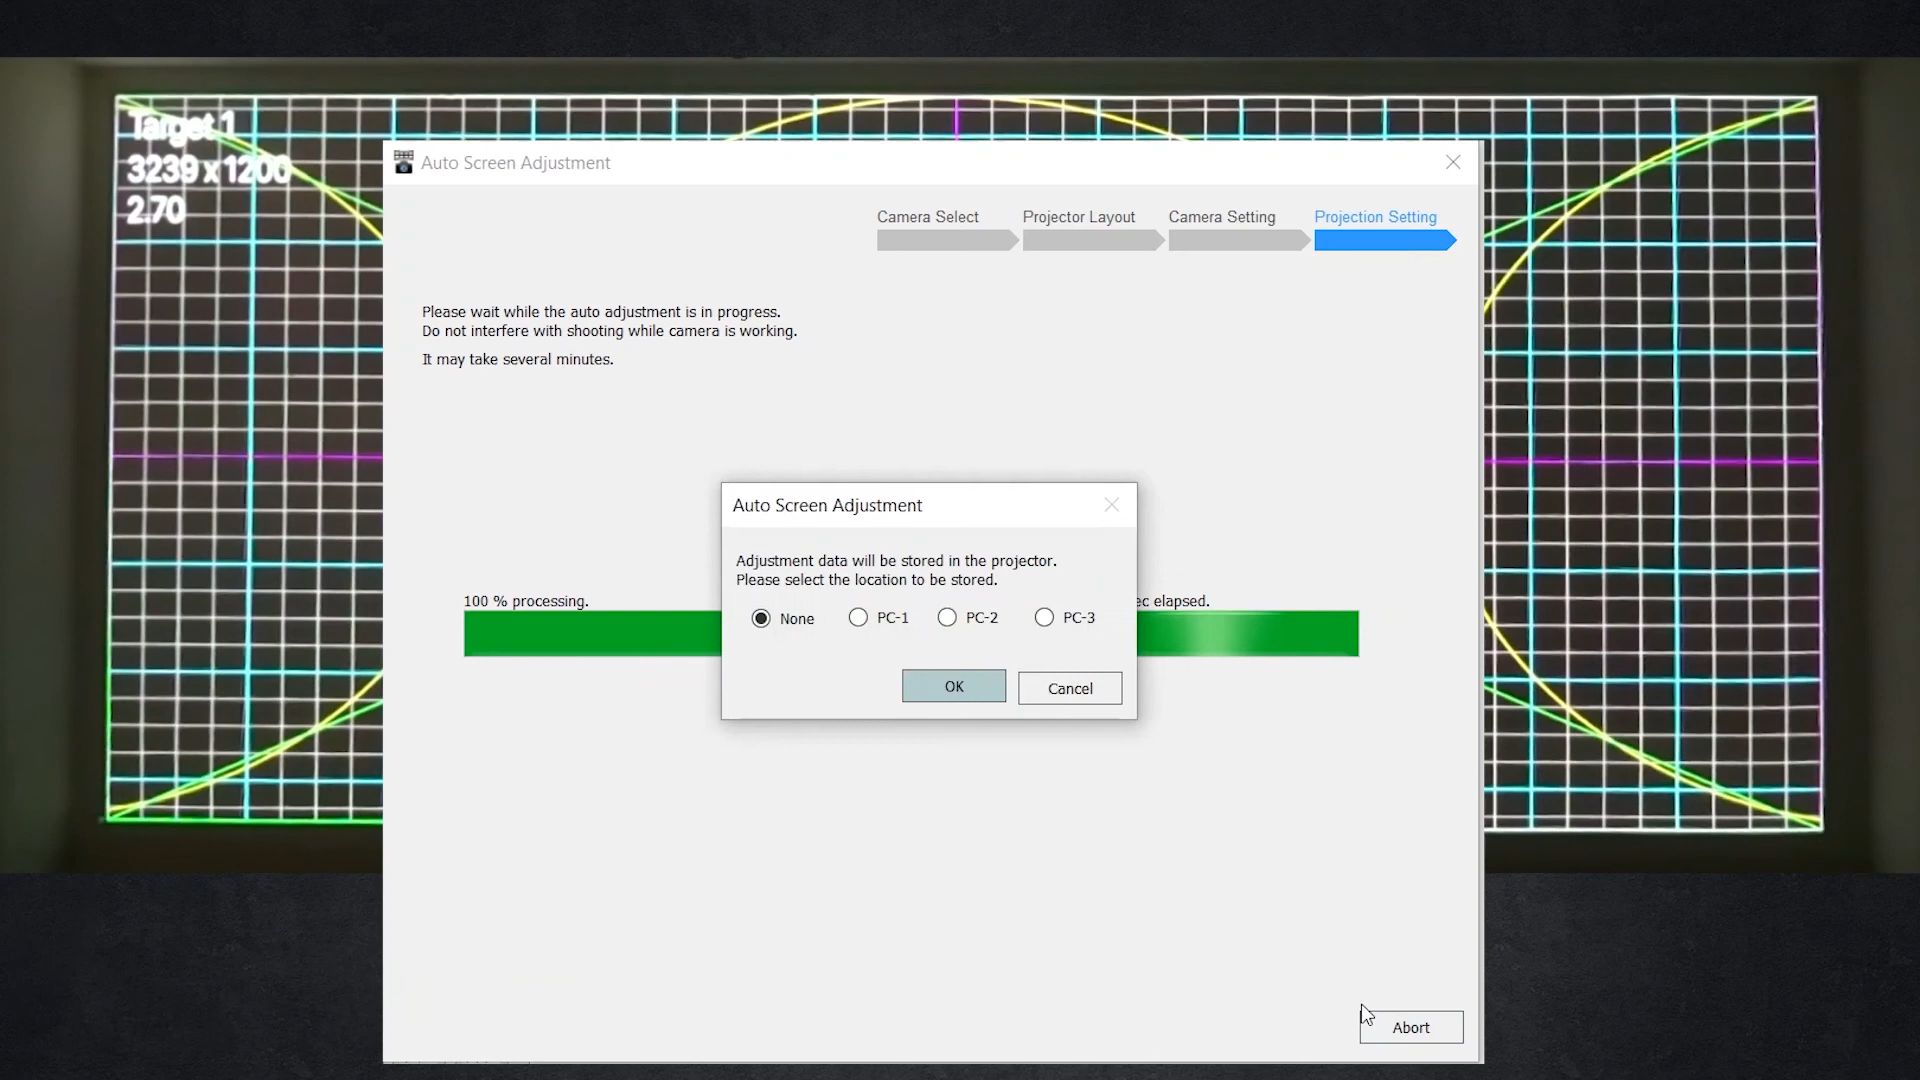 Target 1
3239 x 1200
2.70
Auto Screen Adjustment
Camera Select
Projector Layout
Camera Setting
Projection Setting
Please wait while the auto adjustment is in progress.
Do not interfere with shooting while camera is working.
It may take several minutes.
Auto Screen Adjustment
Adjustment data will be stored in the projector.
Please select the location to be stored.
100 % processing.
elapsed.
None
PC-1
PC-2
PC-3
OK
Cancel
Abort